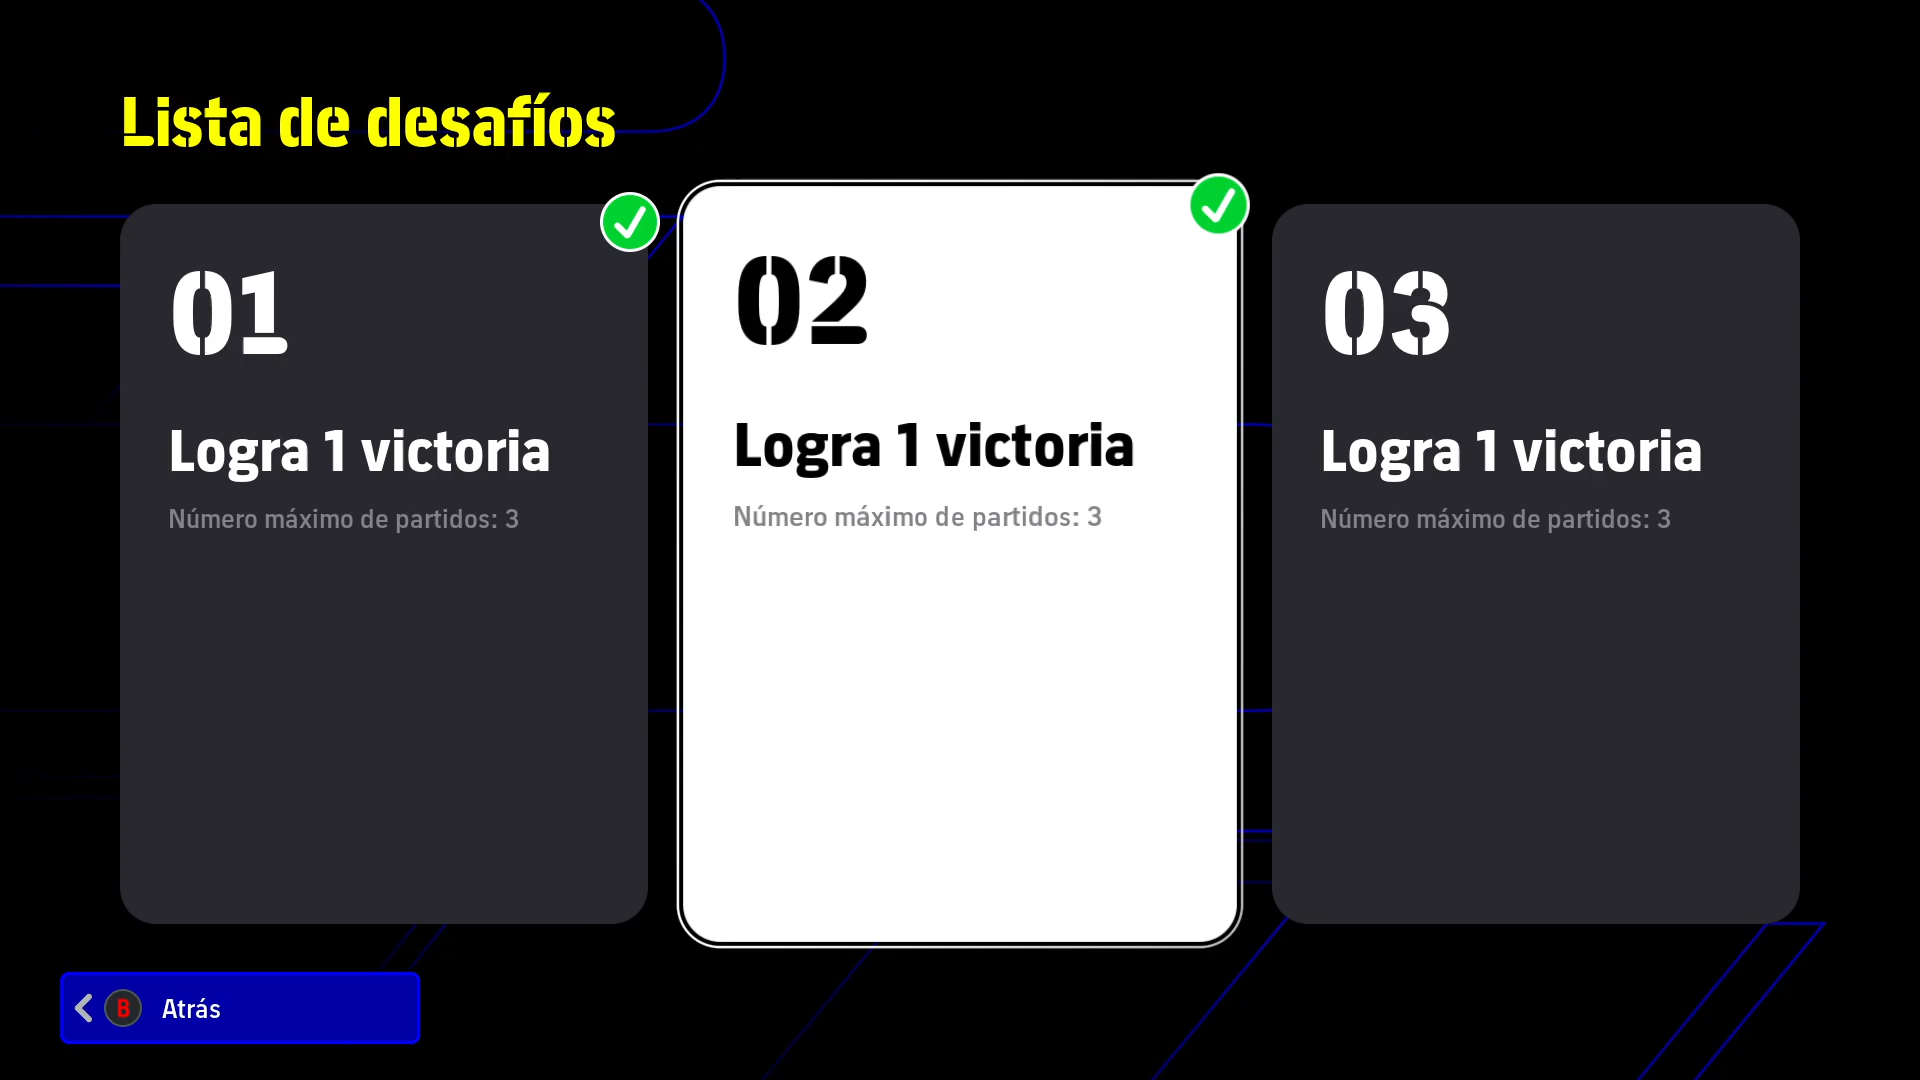 Lista de desafíos
01
Logra 1 victoria
Número máximo de partidos: 3
02
Logra 1 victoria
Número máximo de partidos: 3
03
Logra 1 victoria
Número máximo de partidos: 3
B Atrás